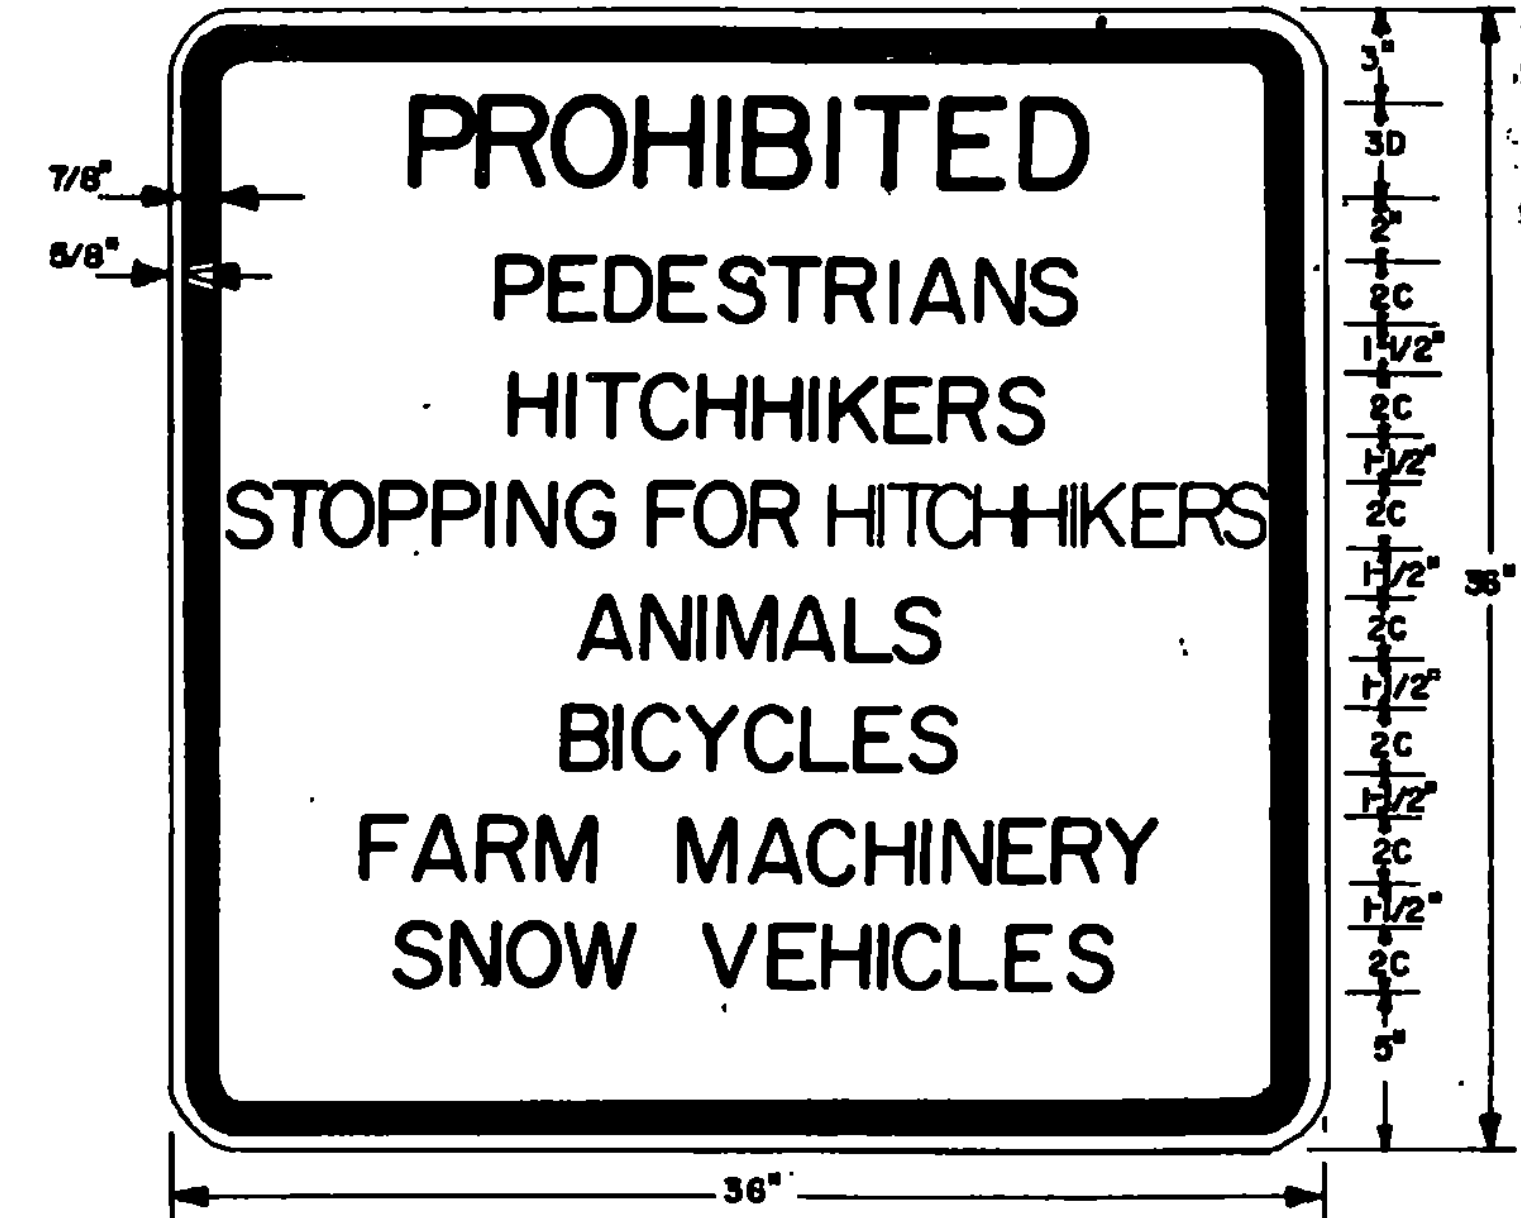 PROHIBITED
PEDESTRIANS
HITCHHIKERS
STOPPING FOR HITCHHIKERS
ANIMALS
BICYCLES
FARM MACHINERY
SNOW VEHICLES
7/8"
5/8"
3"
3D
2"
2C
1 1/2"
2C
1 1/2"
2C
1 1/2"
2C
1 1/2"
2C
1 1/2"
2C
1 1/2"
2C
5"
36"
36"